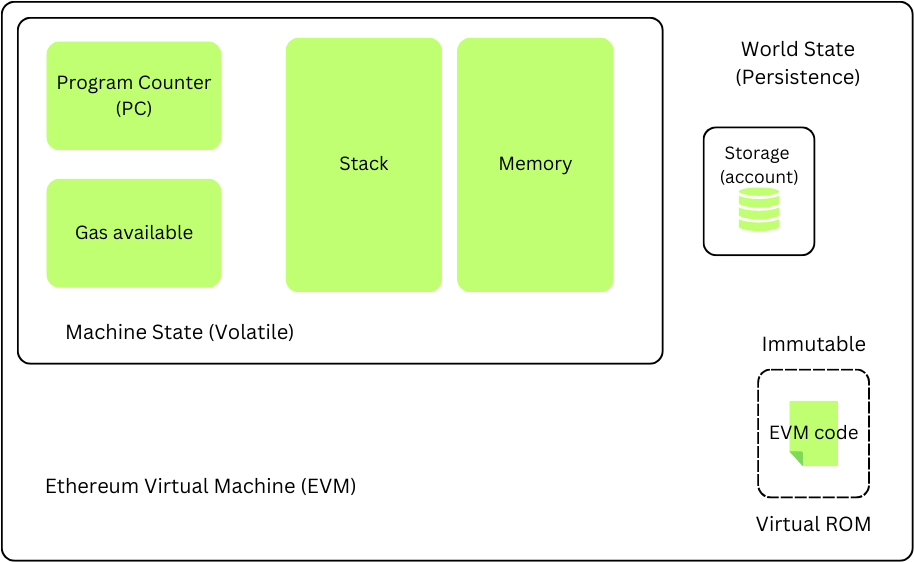 Program Counter
(PC)
Gas available
Stack
Memory
Machine State (Volatile)
World State
(Persistence)
Storage
(account)
Immutable
EVM code
Virtual ROM
Ethereum Virtual Machine (EVM)